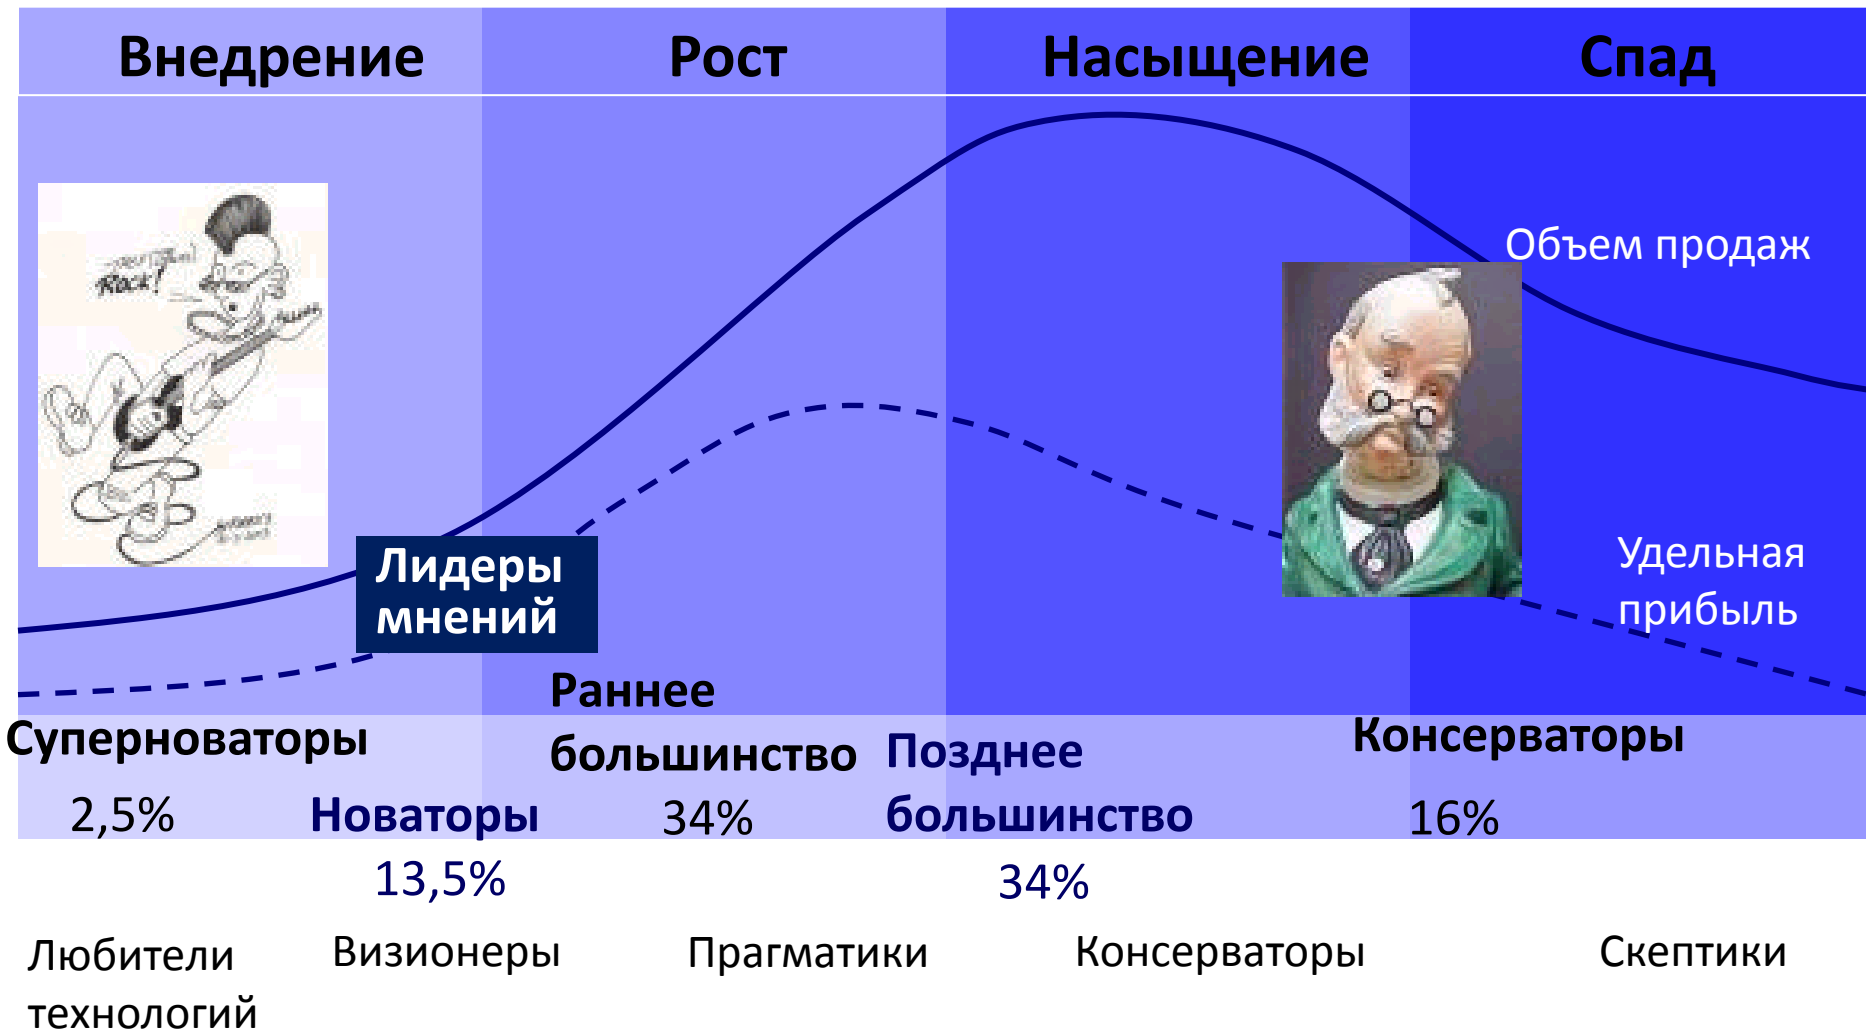 Внедрение
Рост
Насыщение
Спад
Rock!
Объем продаж
Удельная
прибыль
Лидеры
мнений
Суперноваторы
2,5%
Новаторы
13,5%
Раннее
большинство
34%
Позднее
большинство
34%
Консерваторы
16%
Любители
технологий
Визионеры
Прагматики
Консерваторы
Скептики